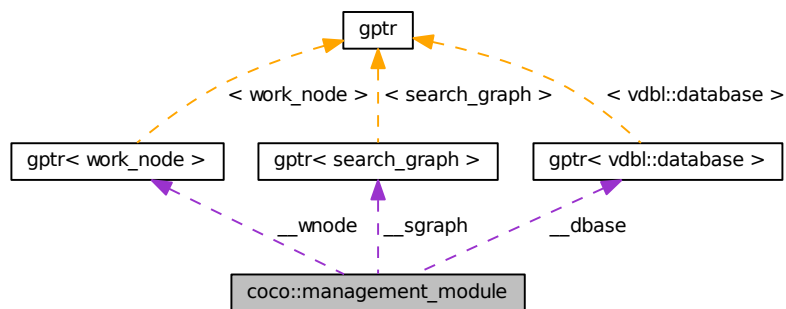 gptr
< work_node >
< search_graph >
< vdbl::database >
gptr< work_node >
gptr< search_graph >
gptr< vdbl::database >
__wnode
__sgraph
__dbase
coco::management_module